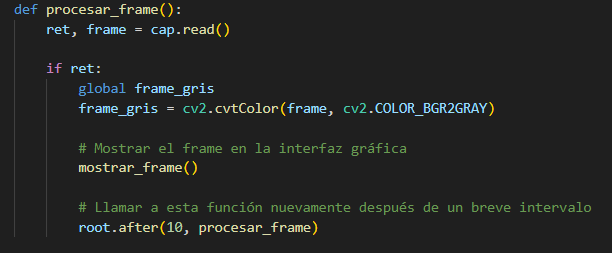 def procesar_frame():
    ret, frame = cap.read()

    if ret:
        global frame_gris
        frame_gris = cv2.cvtColor(frame, cv2.COLOR_BGR2GRAY)

        # Mostrar el frame en la interfaz gráfica
        mostrar_frame()

        # Llamar a esta función nuevamente después de un breve intervalo
        root.after(10, procesar_frame)